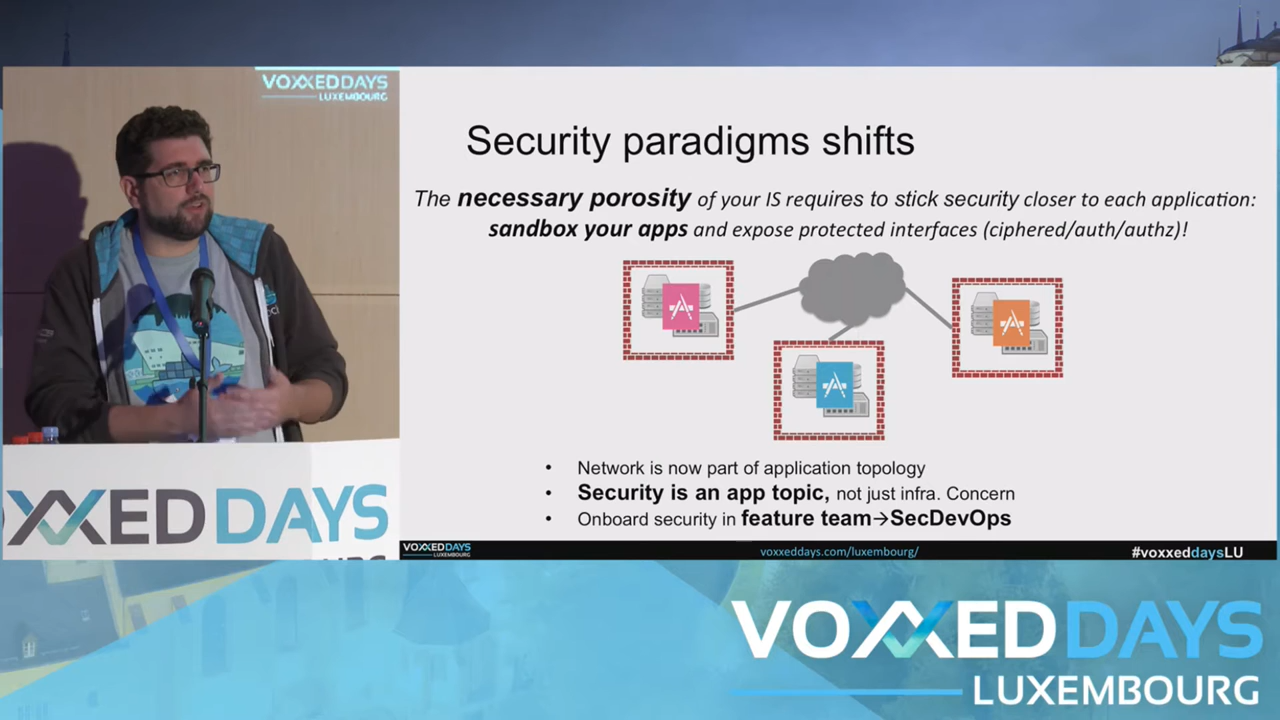 VOXXEDDAYS
LUXEMBOURG
Security paradigms shifts
The necessary porosity of your IS requires to stick security closer to each application:
sandbox your apps and expose protected interfaces (ciphered/auth/authz)!
• Network is now part of application topology
• Security is an app topic, not just infra. Concern
• Onboard security in feature team→SecDevOps
OXXED DAYS
VOXXEDDAYS
LUXEMBOURG
voxxeddays.com/luxembourg/
#voxxeddaysLU
VOXXEDDAYS
LUXEMBOURG